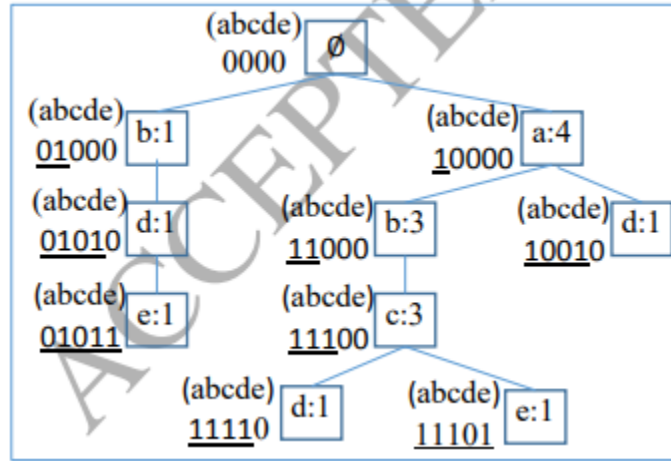 (abcde)
0000 Ø
(abcde) b:1 (abcde) a:4
01000 10000
(abcde) d:1 (abcde) b:3 (abcde) d:1
01010 11000 10010
(abcde) e:1 (abcde) c:3
01011 11100
(abcde) d:1 (abcde) e:1
11110 11101
ACCEPTE